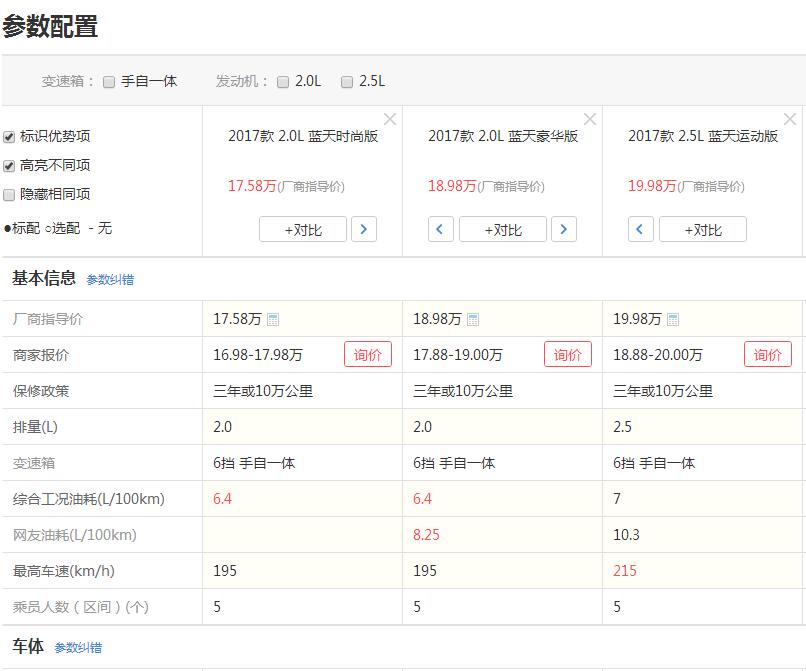 参数配置
变速箱： 手自一体 发动机： 2.0L 2.5L
标识优势项
高亮不同项
隐藏相同项
●标配 ○选配 - 无
2017款 2.0L 蓝天时尚版 2017款 2.0L 蓝天豪华版 2017款 2.5L 蓝天运动版
17.58万(厂商指导价) 18.98万(厂商指导价) 19.98万(厂商指导价)
+对比 > < +对比 > < +对比
基本信息 参数纠错
厂商指导价 17.58万 18.98万 19.98万
商家报价 16.98-17.98万 询价 17.88-19.00万 询价 18.88-20.00万 询价
保修政策 三年或10万公里 三年或10万公里 三年或10万公里
排量(L) 2.0 2.0 2.5
变速箱 6挡 手自一体 6挡 手自一体 6挡 手自一体
综合工况油耗(L/100km) 6.4 6.4 7
网友油耗(L/100km) 8.25 10.3
最高车速(km/h) 195 195 215
乘员人数（区间）(个) 5 5 5
车体 参数纠错